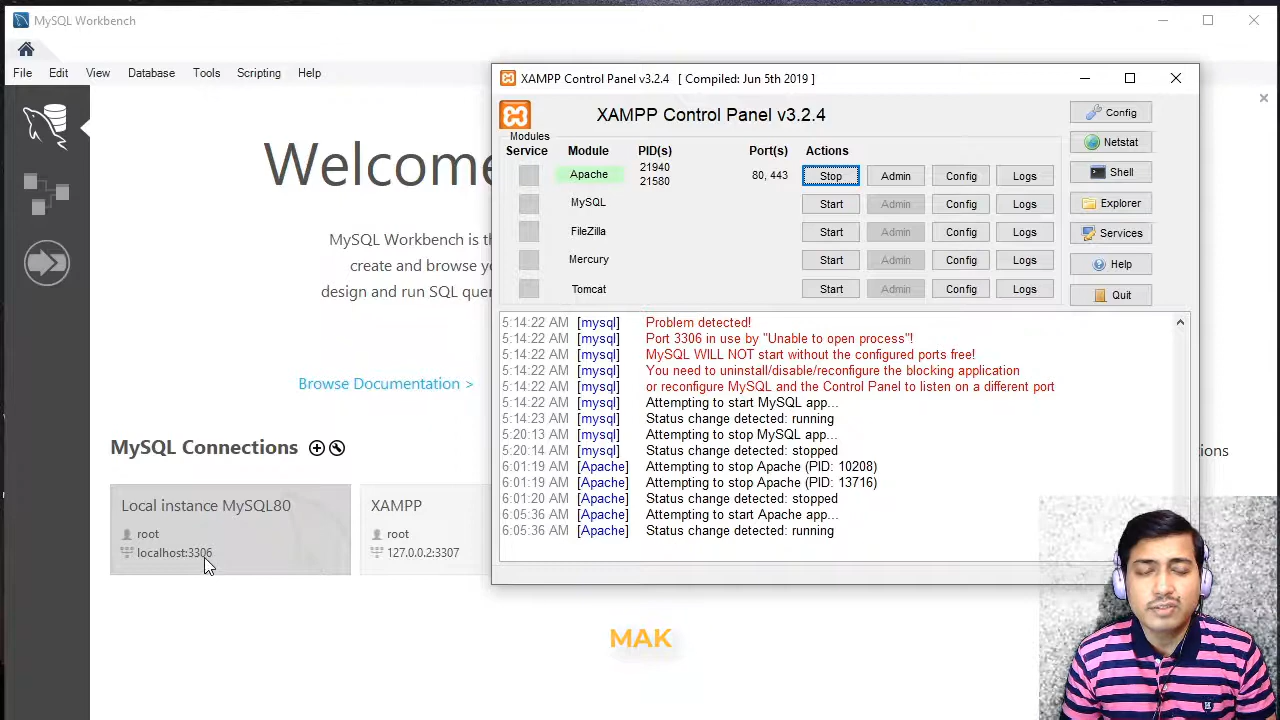 MySQL Workbench
File Edit View Database Tools Scripting Help
Welcome
MySQL Workbench is th
create and browse yo
design and run SQL quer
Browse Documentation >
MySQL Connections
Local instance MySQL80
root
localhost:3306
XAMPP
root
127.0.0.2:3307
XAMPP Control Panel v3.2.4 [ Compiled: Jun 5th 2019 ]
XAMPP Control Panel v3.2.4
Modules
Service Module PID(s) Port(s) Actions
Apache 21940 21580 80, 443 Stop Admin Config Logs
MySQL Start Admin Config Logs
FileZilla Start Admin Config Logs
Mercury Start Admin Config Logs
Tomcat Start Admin Config Logs
Config
Netstat
Shell
Explorer
Services
Help
Quit
5:14:22 AM [mysql] Problem detected!
5:14:22 AM [mysql] Port 3306 in use by "Unable to open process"!
5:14:22 AM [mysql] MySQL WILL NOT start without the configured ports free!
5:14:22 AM [mysql] You need to uninstall/disable/reconfigure the blocking application
5:14:22 AM [mysql] or reconfigure MySQL and the Control Panel to listen on a different port
5:14:22 AM [mysql] Attempting to start MySQL app...
5:14:23 AM [mysql] Status change detected: running
5:20:13 AM [mysql] Attempting to stop MySQL app...
5:20:14 AM [mysql] Status change detected: stopped
6:01:19 AM [Apache] Attempting to stop Apache (PID: 10208)
6:01:19 AM [Apache] Attempting to stop Apache (PID: 13716)
6:01:20 AM [Apache] Status change detected: stopped
6:05:36 AM [Apache] Attempting to start Apache app...
6:05:36 AM [Apache] Status change detected: running
ions
MAK